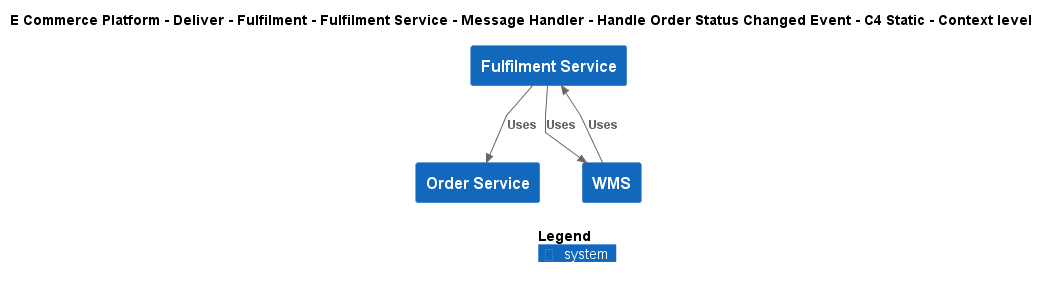 E Commerce Platform - Deliver - Fulfilment - Fulfilment Service - Message Handler - Handle Order Status Changed Event - C4 Static - Context level
Fulfilment Service
Uses Uses Uses
Order Service WMS
Legend
system